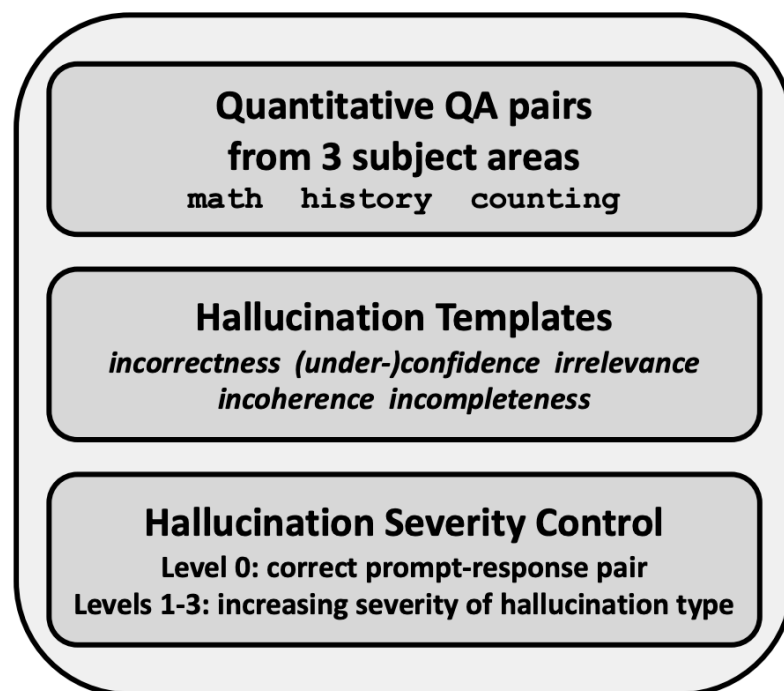 Quantitative QA pairs
from 3 subject areas
math history counting
Hallucination Templates
incorrectness (under-)confidence irrelevance
incoherence incompleteness
Hallucination Severity Control
Level 0: correct prompt-response pair
Levels 1-3: increasing severity of hallucination type